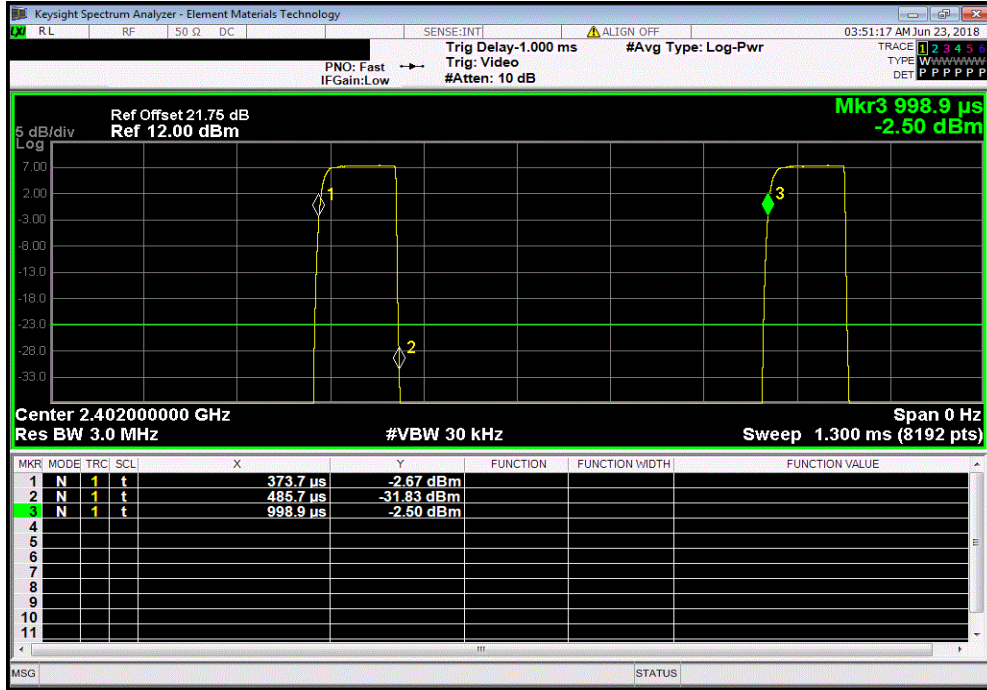 Keysight Spectrum Analyzer - Element Materials Technology
LXI RL RF 50 Ω DC SENSE:INT ALIGN OFF 03:51:17 AM Jun 23, 2018
Trig Delay-1.000 ms #Avg Type: Log-Pwr TRACE 1 2 3 4 5 6
PNO: Fast Trig: Video TYPE WWWWWW
IFGain:Low #Atten: 10 dB DET P P P P P P
Mkr3 998.9 µs
-2.50 dBm
Ref Offset 21.75 dB
5 dB/div Ref 12.00 dBm
Log
7.00
2.00
-3.00
-8.00
-13.0
-18.0
-23.0
-28.0
-33.0
1
2
3
Center 2.402000000 GHz Span 0 Hz
Res BW 3.0 MHz #VBW 30 kHz Sweep 1.300 ms (8192 pts)
MKR MODE TRC SCL X Y FUNCTION FUNCTION WIDTH FUNCTION VALUE
1 N 1 t 373.7 µs -2.67 dBm
2 N 1 t 485.7 µs -31.83 dBm
3 N 1 t 998.9 µs -2.50 dBm
4
5
6
7
8
9
10
11
MSG STATUS